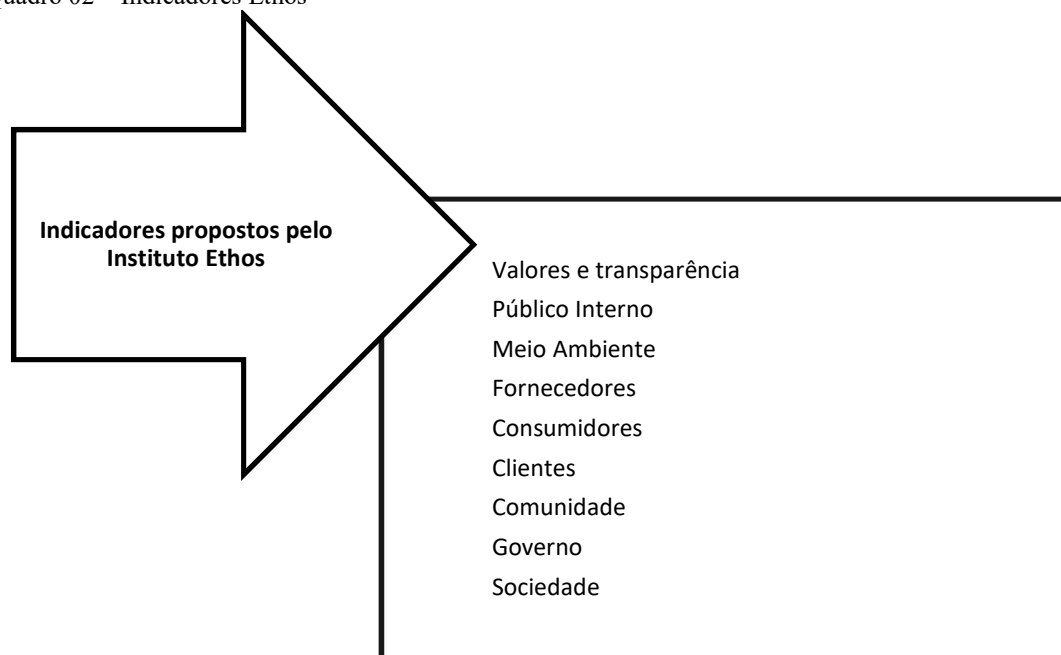 02 – Indicadores Ethos
Indicadores propostos pelo
Instituto Ethos
Valores e transparência
Público Interno
Meio Ambiente
Fornecedores
Consumidores
Clientes
Comunidade
Governo
Sociedade